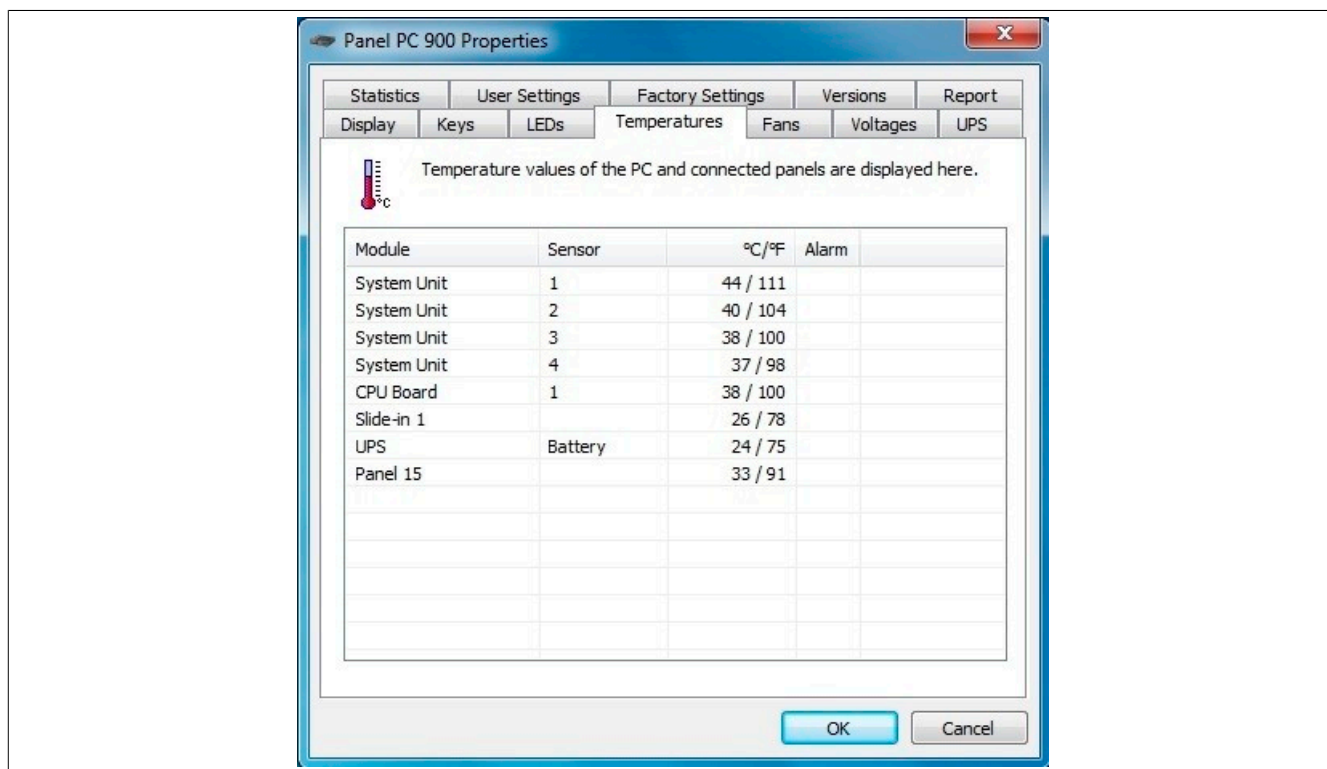 Panel PC 900 Properties
X
Statistics User Settings Factory Settings Versions Report
Display Keys LEDs Temperatures Fans Voltages UPS
Temperature values of the PC and connected panels are displayed here.
°C
Module Sensor °C/°F Alarm
System Unit 1 44 / 111
System Unit 2 40 / 104
System Unit 3 38 / 100
System Unit 4 37 / 98
CPU Board 1 38 / 100
Slide-in 1 26 / 78
UPS Battery 24 / 75
Panel 15 33 / 91
OK Cancel